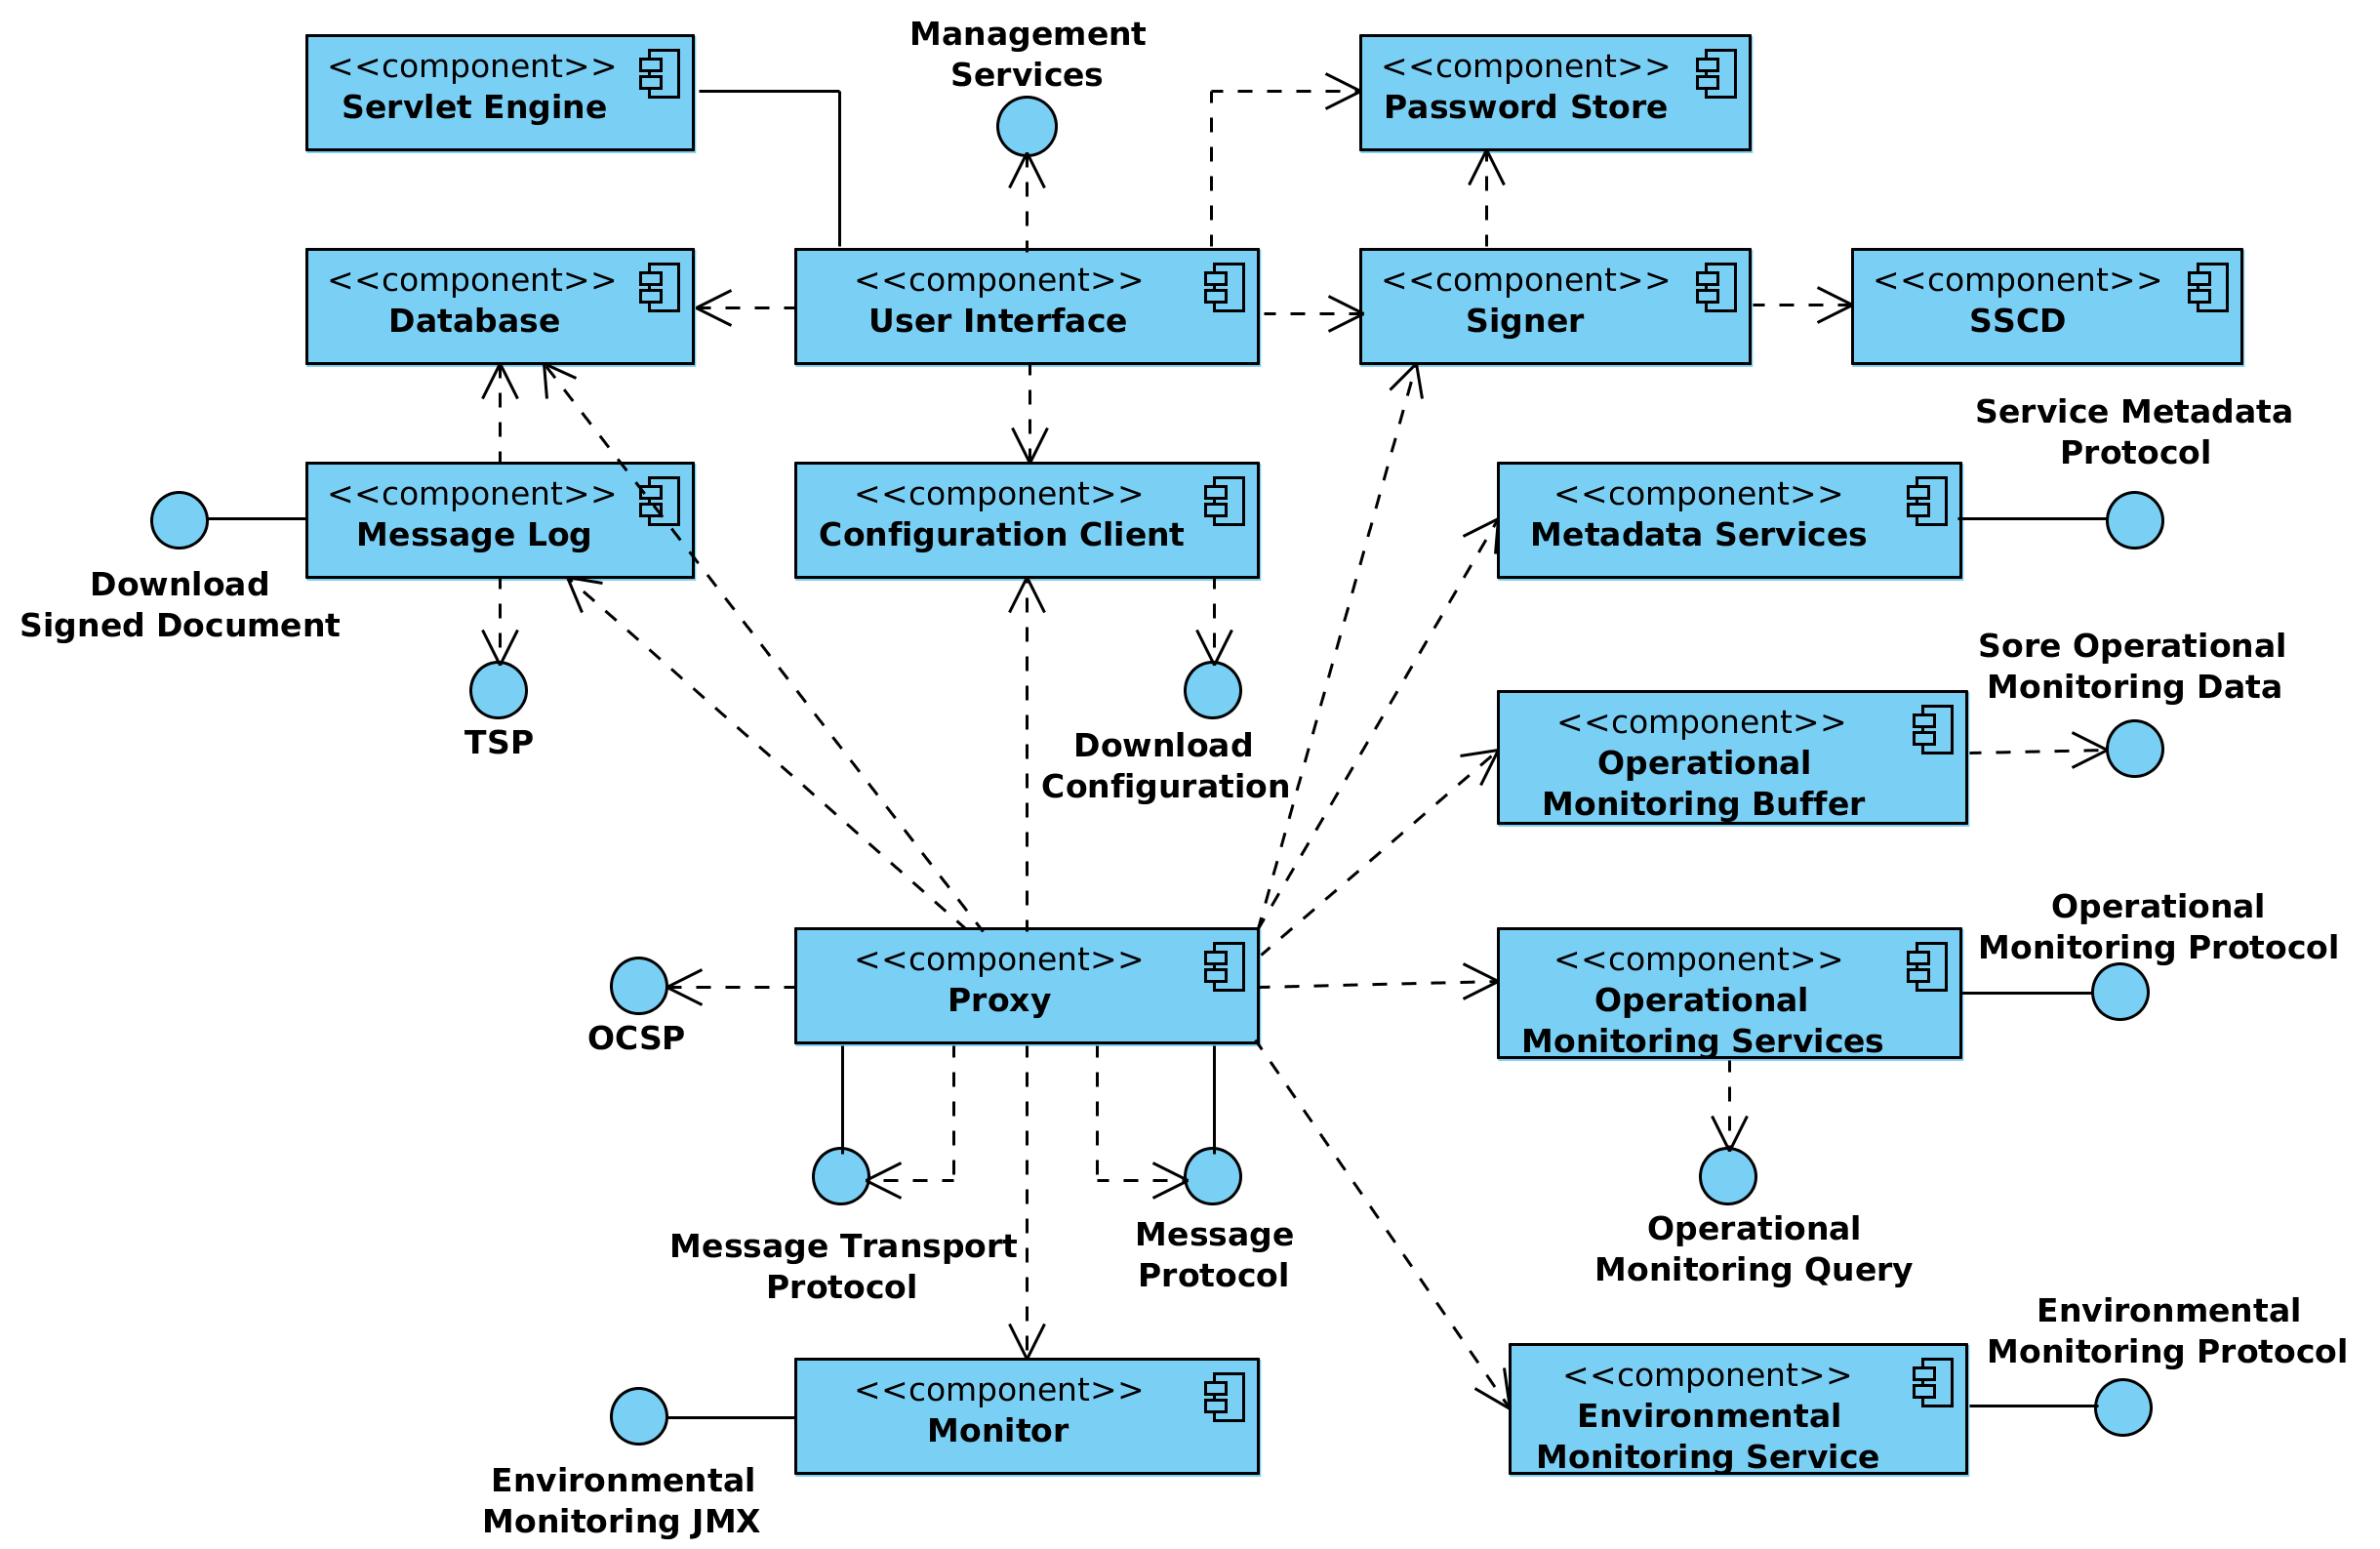 <<component>>
Servlet Engine
Management
Services
<<component>>
Password Store
<<component>>
Database
<<component>>
User Interface
<<component>>
Signer
<<component>>
SSCD
Service Metadata
Protocol
<<component>>
Message Log
<<component>>
Configuration Client
<<component>>
Metadata Services
Download
Signed Document
TSP
Download
Configuration
<<component>>
Operational
Monitoring Buffer
Sore Operational
Monitoring Data
<<component>>
Proxy
OCSP
<<component>>
Operational
Monitoring Services
Operational
Monitoring Protocol
Message Transport
Protocol
Message
Protocol
Operational
Monitoring Query
<<component>>
Monitor
Environmental
Monitoring JMX
<<component>>
Environmental
Monitoring Service
Environmental
Monitoring Protocol